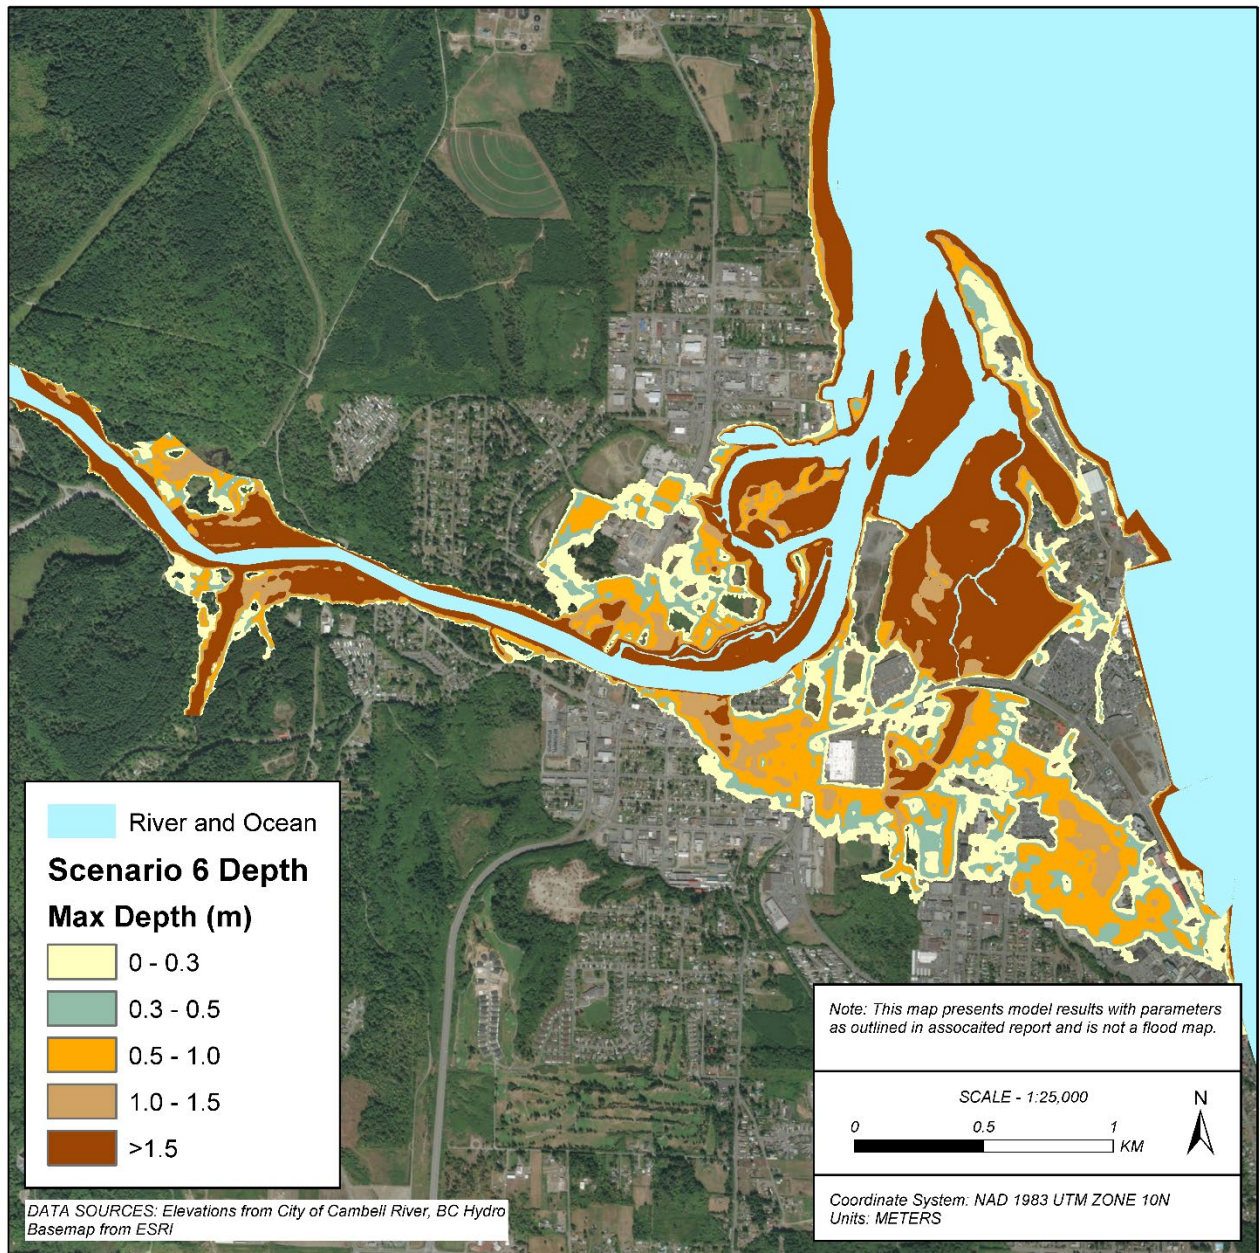 River and Ocean
Scenario 6 Depth
Max Depth (m)
0 - 0.3
0.3 - 0.5
0.5 - 1.0
1.0 - 1.5
>1.5
DATA SOURCES: Elevations from City of Cambell River, BC Hydro
Basemap from ESRI
Note: This map presents model results with parameters
as outlined in assocaited report and is not a flood map.
SCALE - 1:25,000
N
0 0.5 1
KM
Coordinate System: NAD 1983 UTM ZONE 10N
Units: METERS